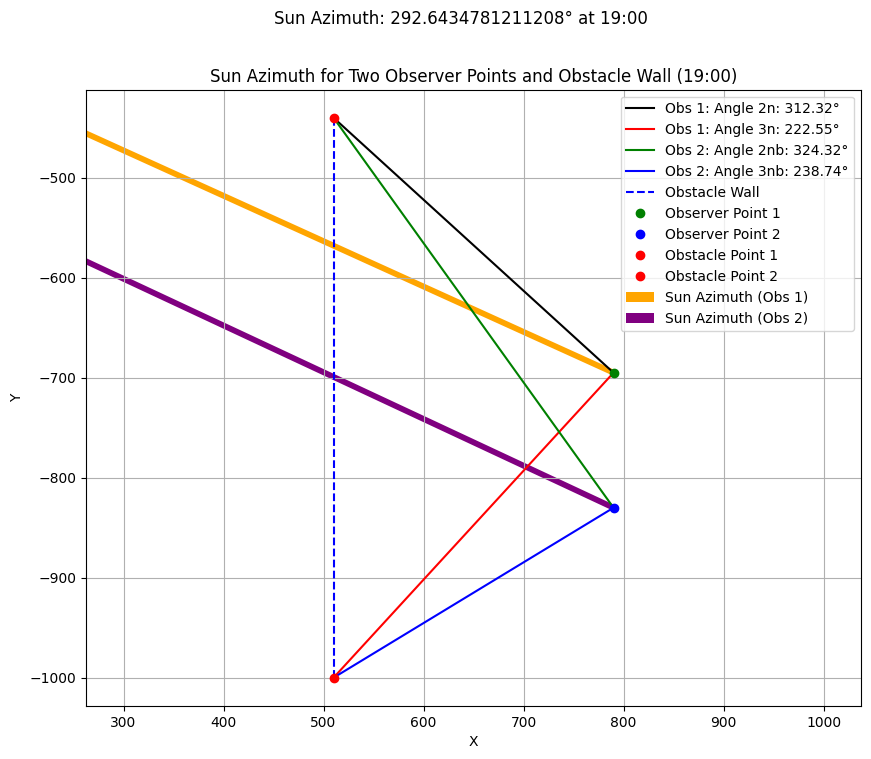 Sun Azimuth: 292.6434781211208° at 19:00
Sun Azimuth for Two Observer Points and Obstacle Wall (19:00)
Obs 1: Angle 2n: 312.32°
Obs 1: Angle 3n: 222.55°
Obs 2: Angle 2nb: 324.32°
Obs 2: Angle 3nb: 238.74°
Obstacle Wall
Observer Point 1
Observer Point 2
Obstacle Point 1
Obstacle Point 2
Sun Azimuth (Obs 1)
Sun Azimuth (Obs 2)
−500
−600
−700
−800
−900
−1000
Y
300 400 500 600 700 800 900 1000
X